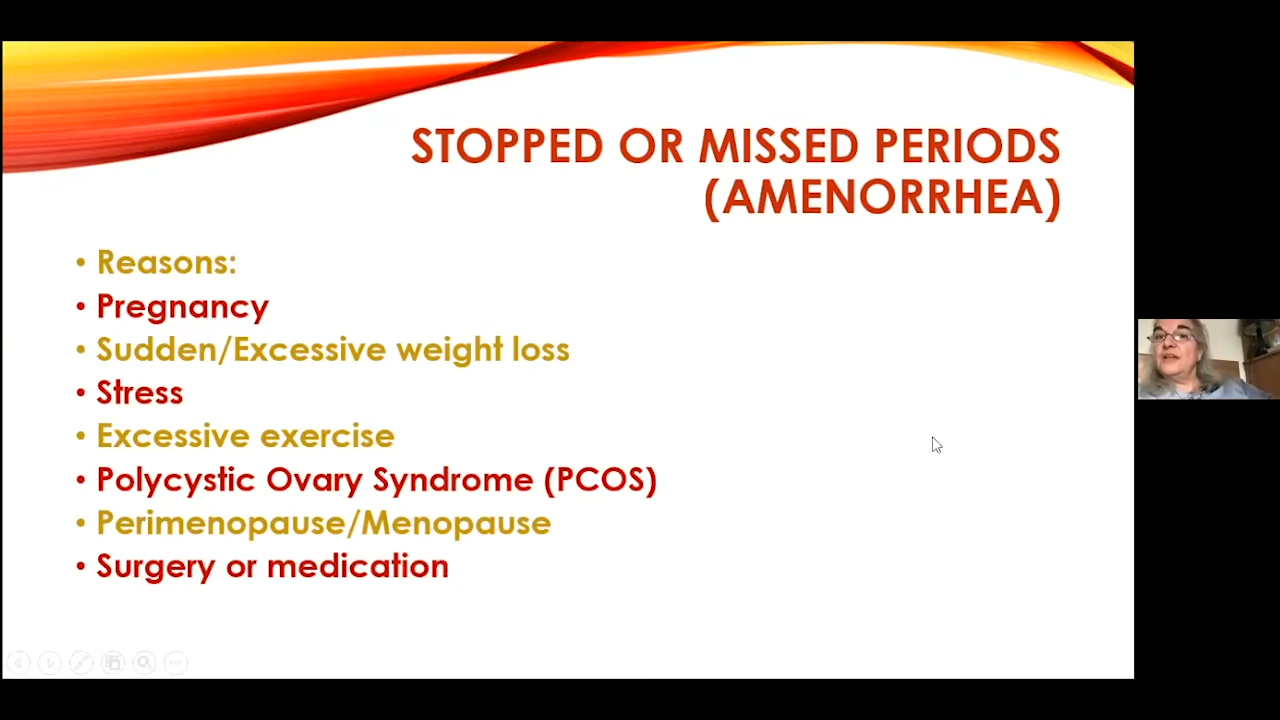 STOPPED OR MISSED PERIODS
(AMENORRHEA)
• Reasons:
• Pregnancy
• Sudden/Excessive weight loss
• Stress
• Excessive exercise
• Polycystic Ovary Syndrome (PCOS)
• Perimenopause/Menopause
• Surgery or medication